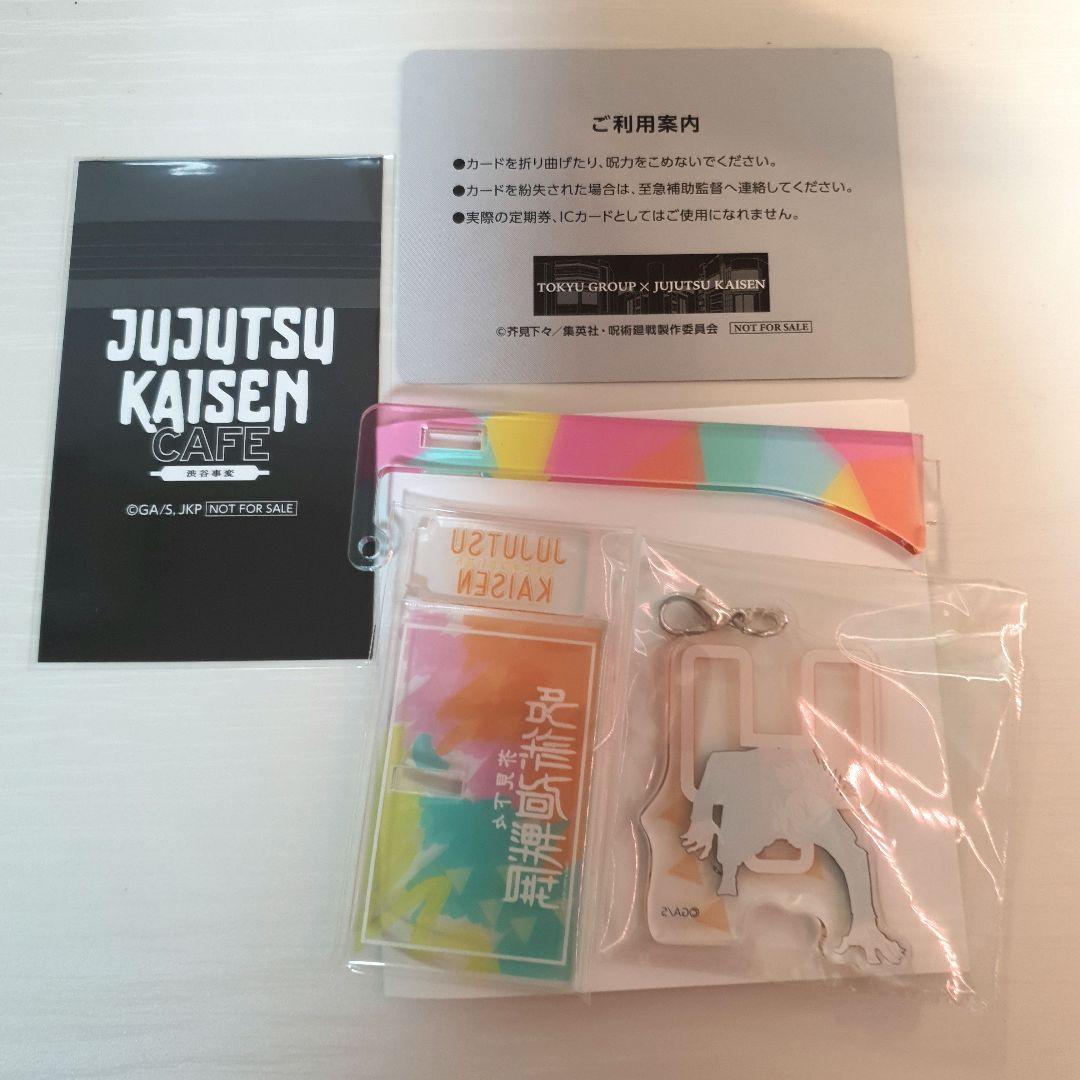 ご利用案内
●カードを折り曲げたり、呪力をこめないでください。
●カードを紛失された場合は、至急補助監督へ連絡してください。
●実際の定期券、ICカードとしてはご使用になれません。
TOKYU GROUP × JUJUTSU KAISEN
©芥見下々/集英社・呪術廻戦製作委員会 NOT FOR SALE
JUJUTSU
KAISEN
CAFE
渋谷事変
©GA/S, JKP NOT FOR SALE
JUJUTSU
KAISEN
呪術廻戦
芥見下々
©GA/S